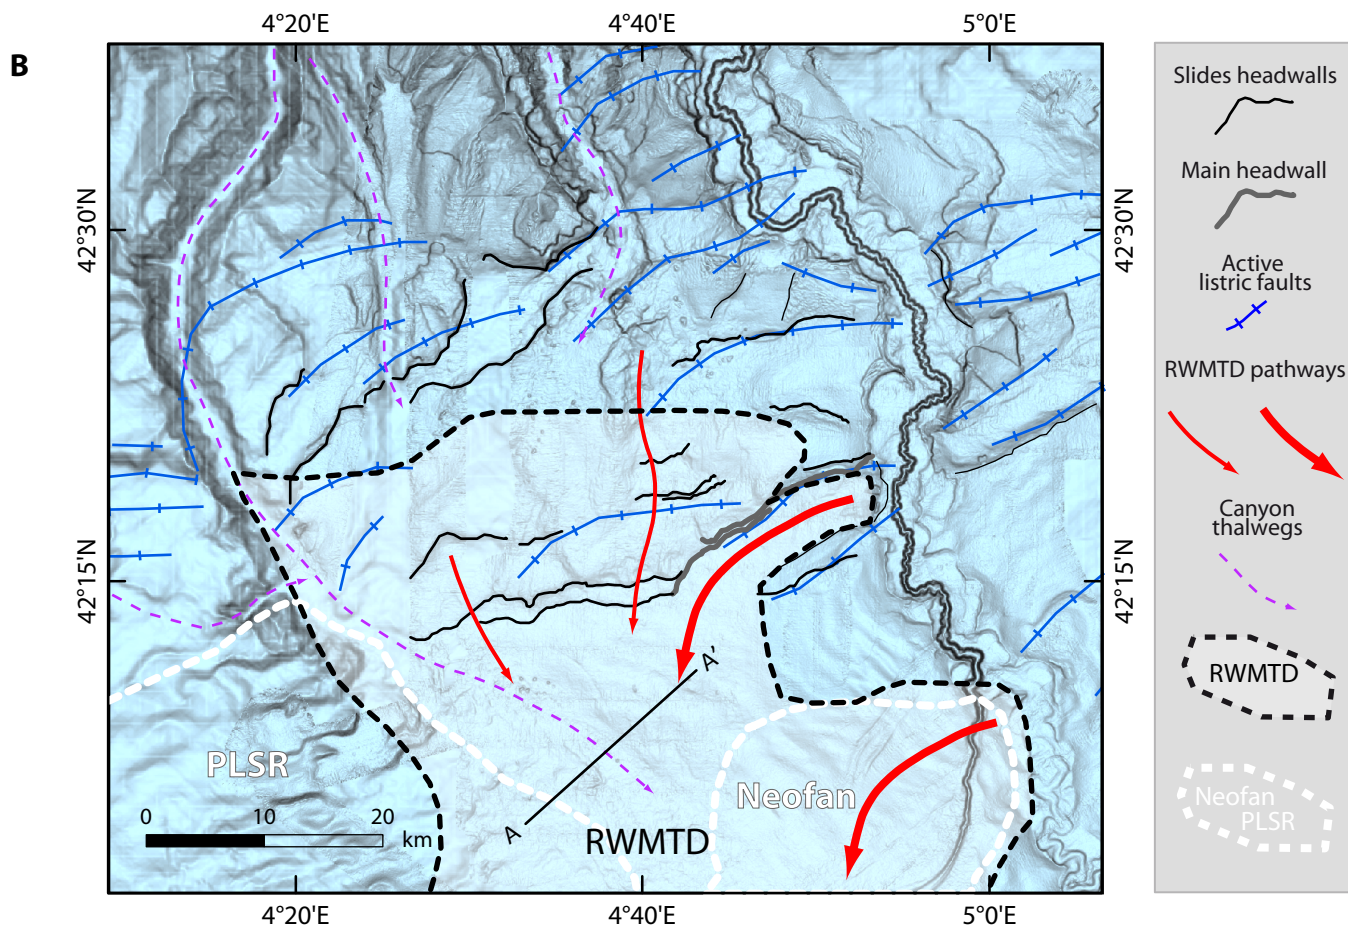 B
4°20'E 4°40'E 5°0'E
42°30'N
42°15'N
42°30'N
42°15'N
A'
A
PLSR
Neofan
RWMTD
0 10 20
km
4°20'E 4°40'E 5°0'E
Slides headwalls
Main headwall
Active
listric faults
RWMTD pathways
Canyon
thalwegs
RWMTD
Neofan
PLSR